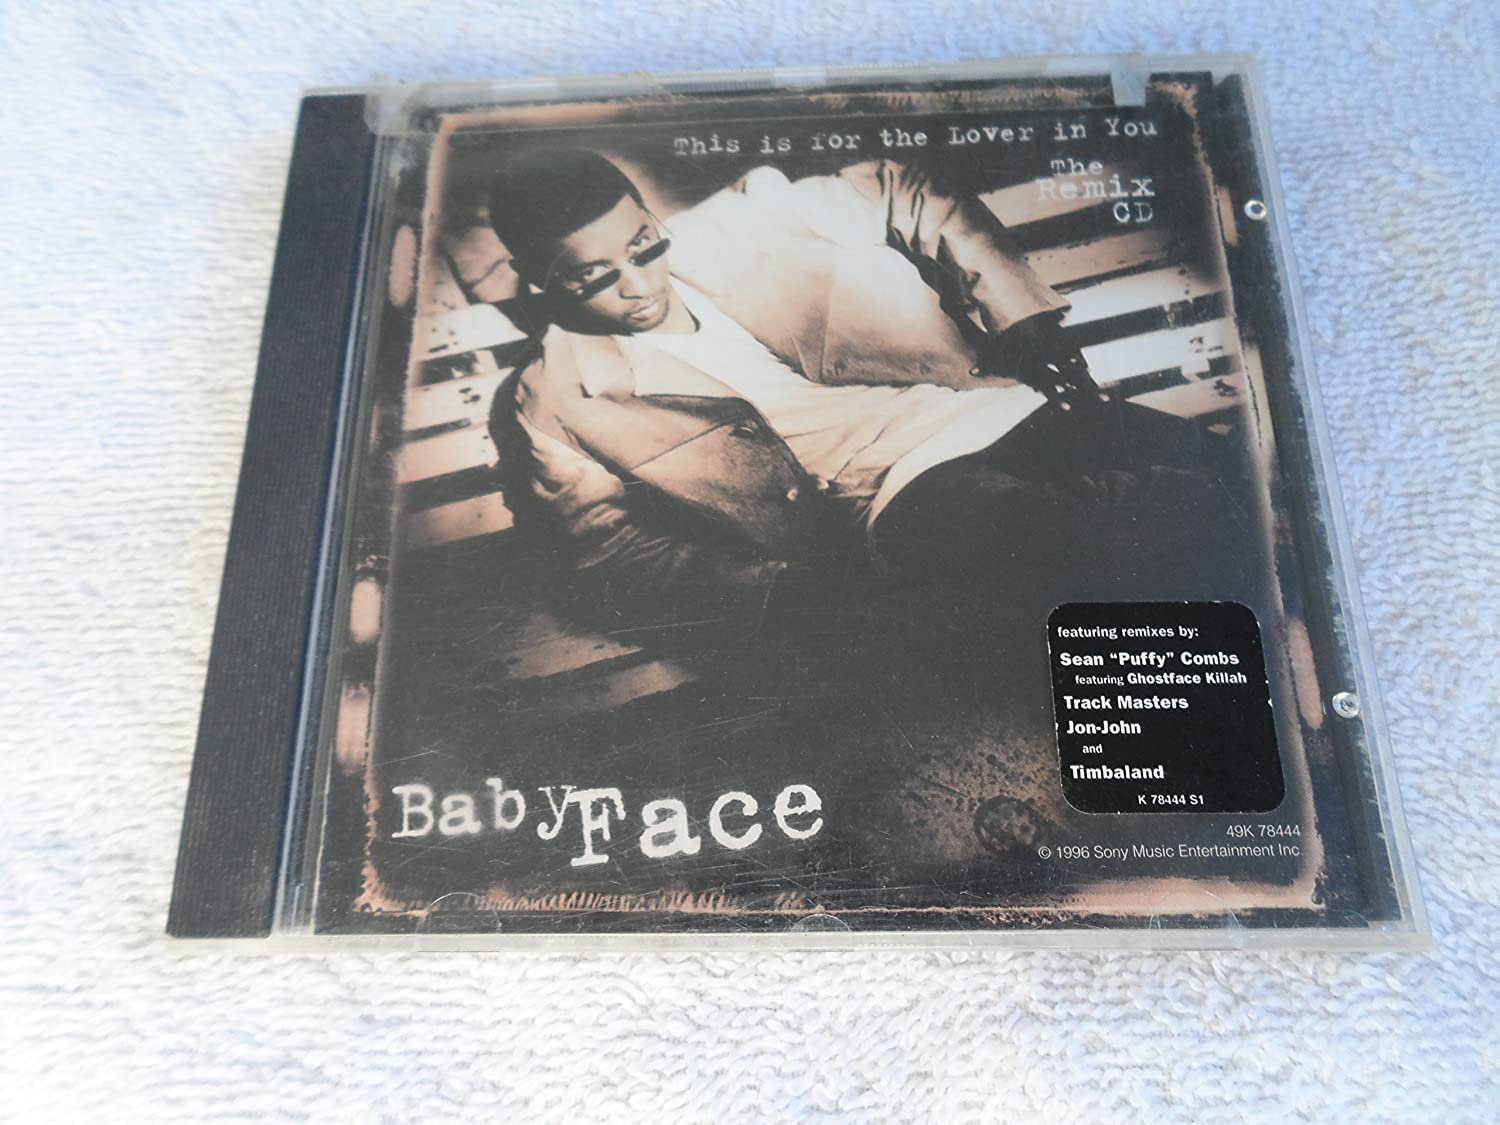 This is for the Lover in You
The
Remix
CD
BabyFace
featuring remixes by:
Sean "Puffy" Combs
featuring Ghostface Killah
Track Masters
Jon-John
and
Timbaland
K 78444 S1
49K 78444
© 1996 Sony Music Entertainment Inc.